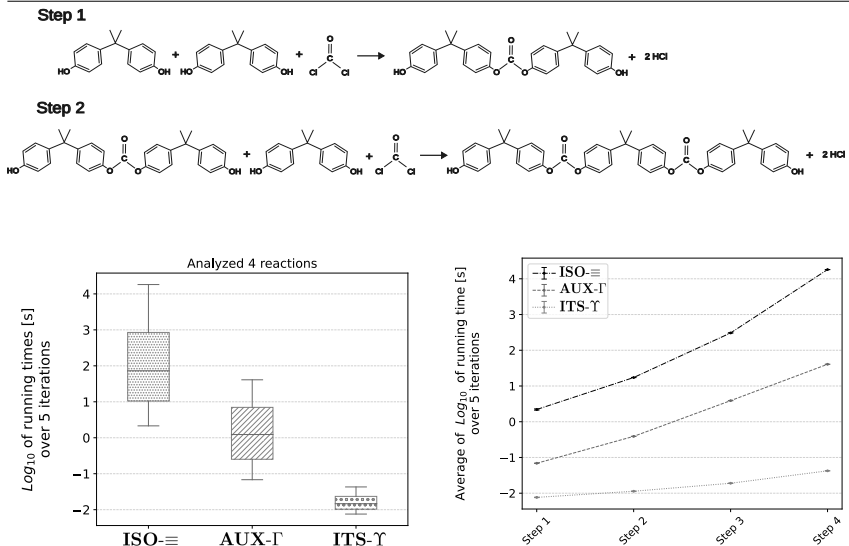 Step 1
HO OH + HO OH + O Cl Cl HO O O O OH + 2 HCl
Step 2
HO O O O OH + HO OH + O Cl Cl HO O O O O O O OH + 2 HCl
Analyzed 4 reactions
Log10 of running times [s]
over 5 iterations
4
3
2
1
0
−1
−2
ISO-≡ AUX-Γ ITS-ϒ
Average of Log10 of running time [s]
over 5 iterations
4
3
2
1
0
−1
−2
ISO-≡
AUX-Γ
ITS-ϒ
Step 1 Step 2 Step 3 Step 4